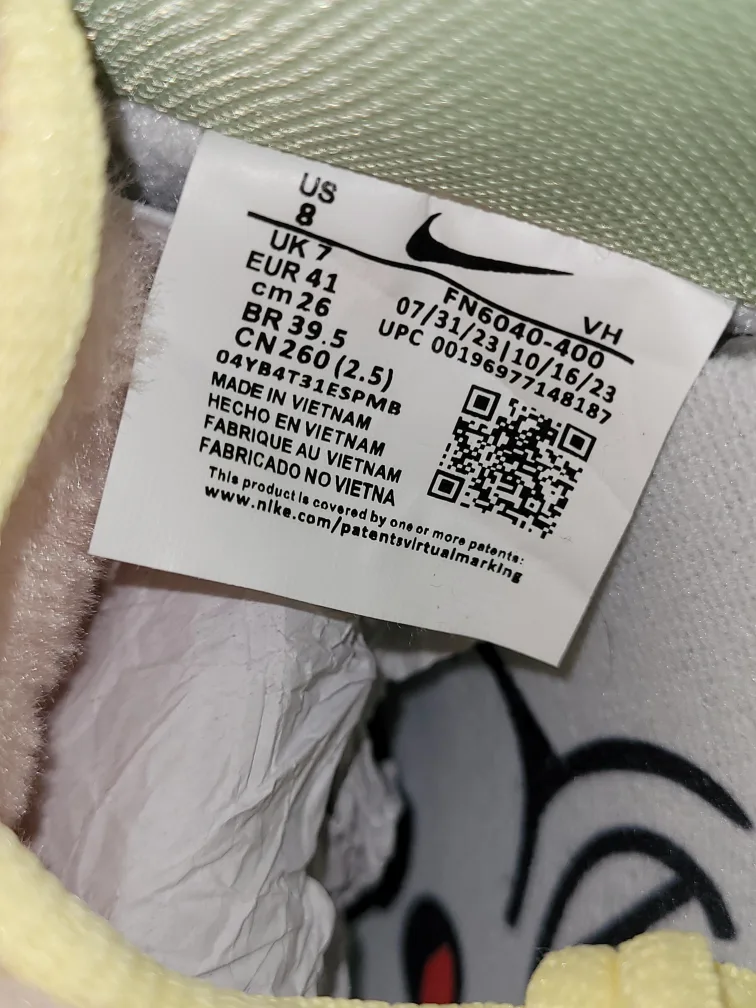 US
8
UK 7
EUR 41
cm 26
BR 39.5
CN 260 (2.5)
04YB4T31ESPMB
VH
FN6040-400
07/31/23|10/16/23
UPC 00196977148187
MADE IN VIETNAM
HECHO EN VIETNAM
FABRIQUE AU VIETNAM
FABRICADO NO VIETNA
This product is covered by one or more patents:
www.nike.com/patentsvirtualmarking